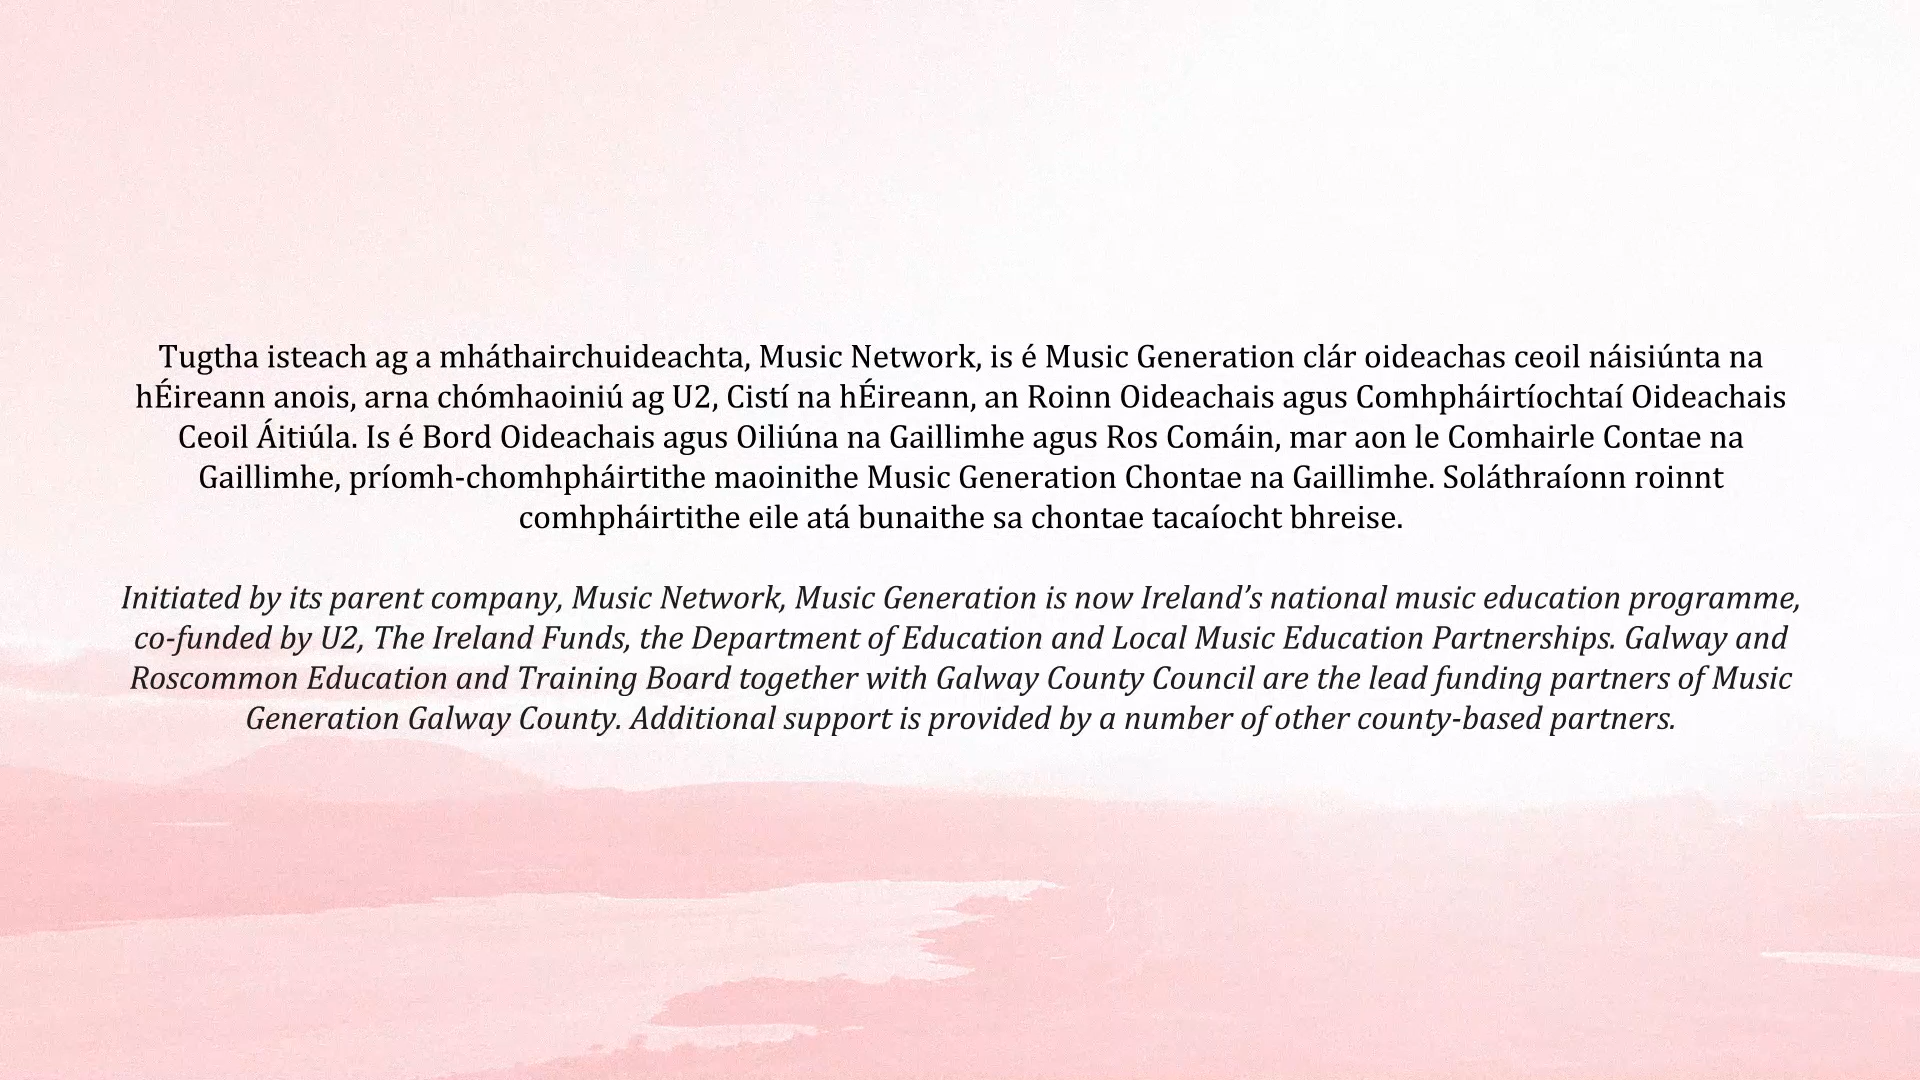 Tugtha isteach ag a mháthairchuideachta, Music Network, is é Music Generation clár oideachas ceoil náisiúnta na
hÉireann anois, arna chómhaoiniú ag U2, Cistí na hÉireann, an Roinn Oideachais agus Comhpháirtíochtaí Oideachais
Ceoil Áitiúla. Is é Bord Oideachais agus Oiliúna na Gaillimhe agus Ros Comáin, mar aon le Comhairle Contae na
Gaillimhe, príomh-chomhpháirtithe maoinithe Music Generation Chontae na Gaillimhe. Soláthraíonn roinnt
comhpháirtithe eile atá bunaithe sa chontae tacaíocht bhreise.
Initiated by its parent company, Music Network, Music Generation is now Ireland’s national music education programme,
co-funded by U2, The Ireland Funds, the Department of Education and Local Music Education Partnerships. Galway and
Roscommon Education and Training Board together with Galway County Council are the lead funding partners of Music
Generation Galway County. Additional support is provided by a number of other county-based partners.